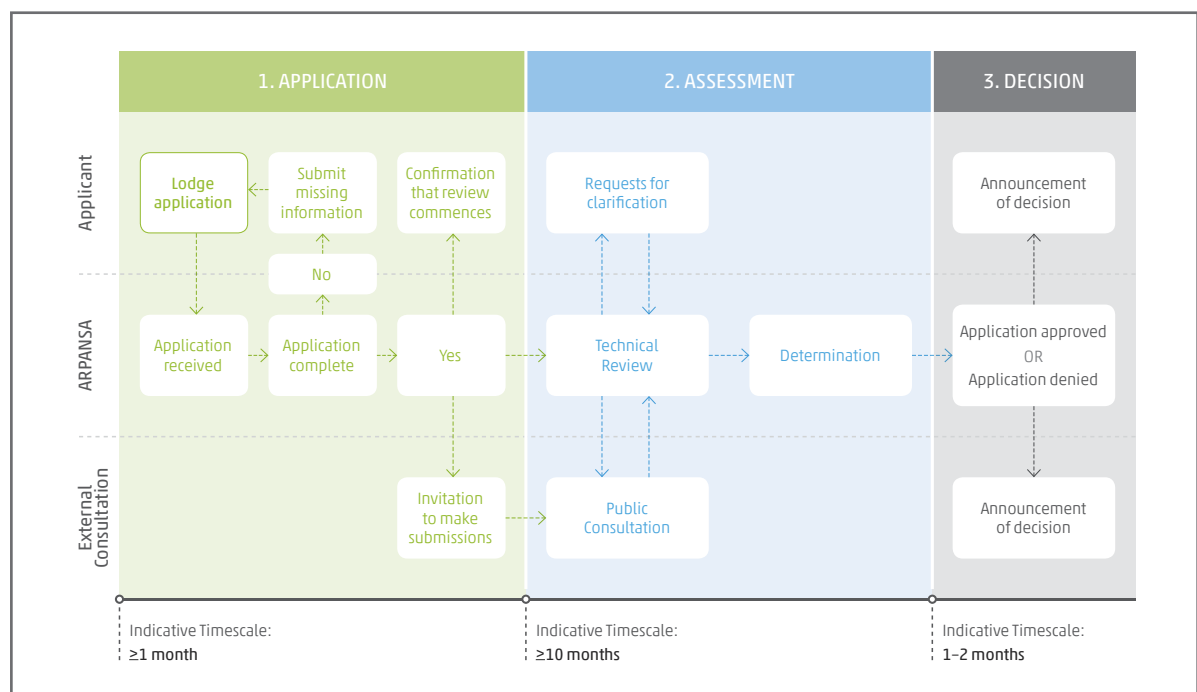 1. APPLICATION
2. ASSESSMENT
3. DECISION
Applicant
Lodge
application
Submit
missing
information
Confirmation
that review
commences
Requests for
clarification
Announcement
of decision
No
ARPANSA
Application
received
Application
complete
Yes
Technical
Review
Determination
Application approved
OR
Application denied
External
Consultation
Invitation
to make
submissions
Public
Consultation
Announcement
of decision
Indicative Timescale:
≥1 month
Indicative Timescale:
≥10 months
Indicative Timescale:
1–2 months